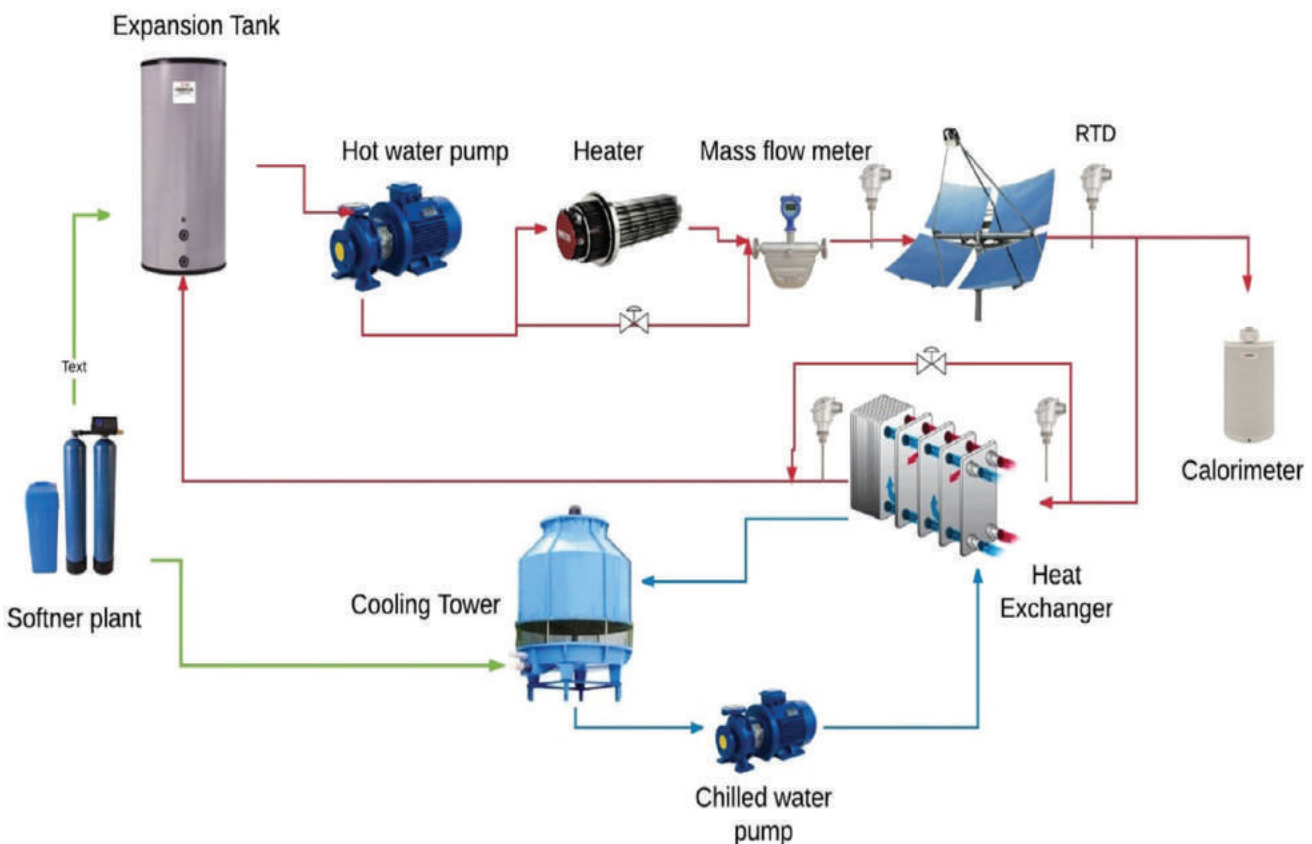 Expansion Tank
Hot water pump
Heater
Mass flow meter
RTD
Text
Calorimeter
Softner plant
Cooling Tower
Heat
Exchanger
Chilled water
pump